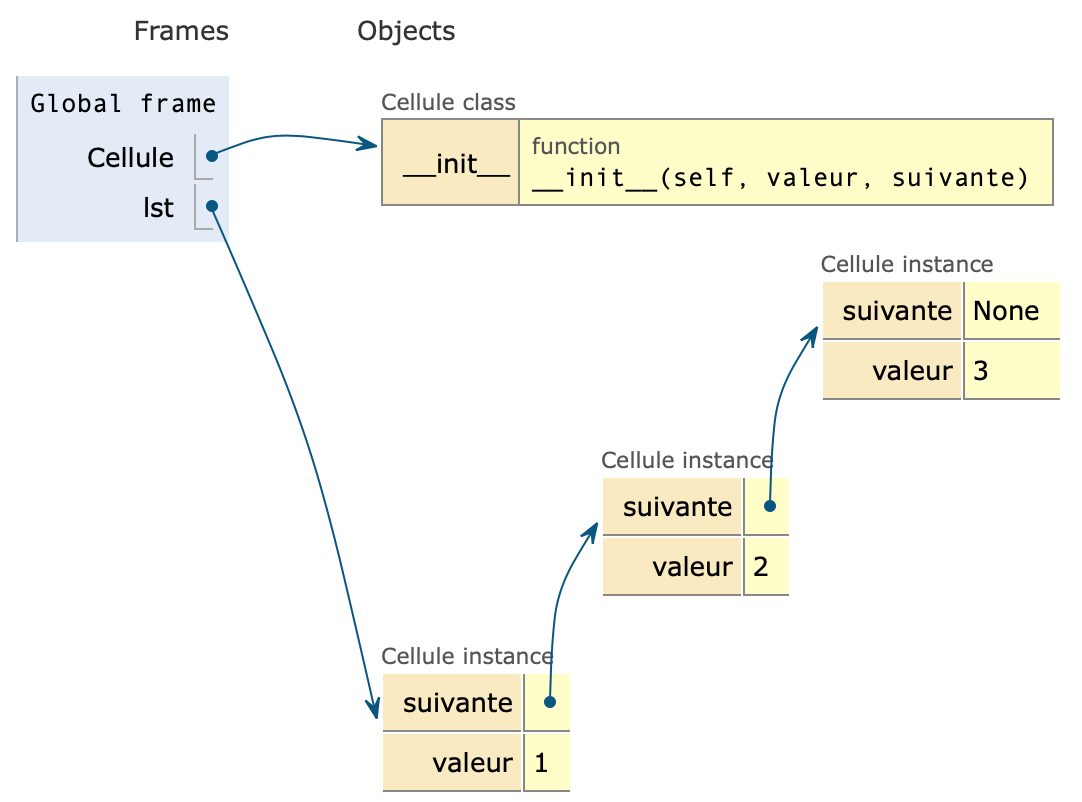 Frames Objects
Global frame
Cellule
lst
Cellule class
__init__
function
__init__(self, valeur, suivante)
Cellule instance
suivante None
valeur 3
Cellule instance
suivante
valeur 2
Cellule instance
suivante
valeur 1